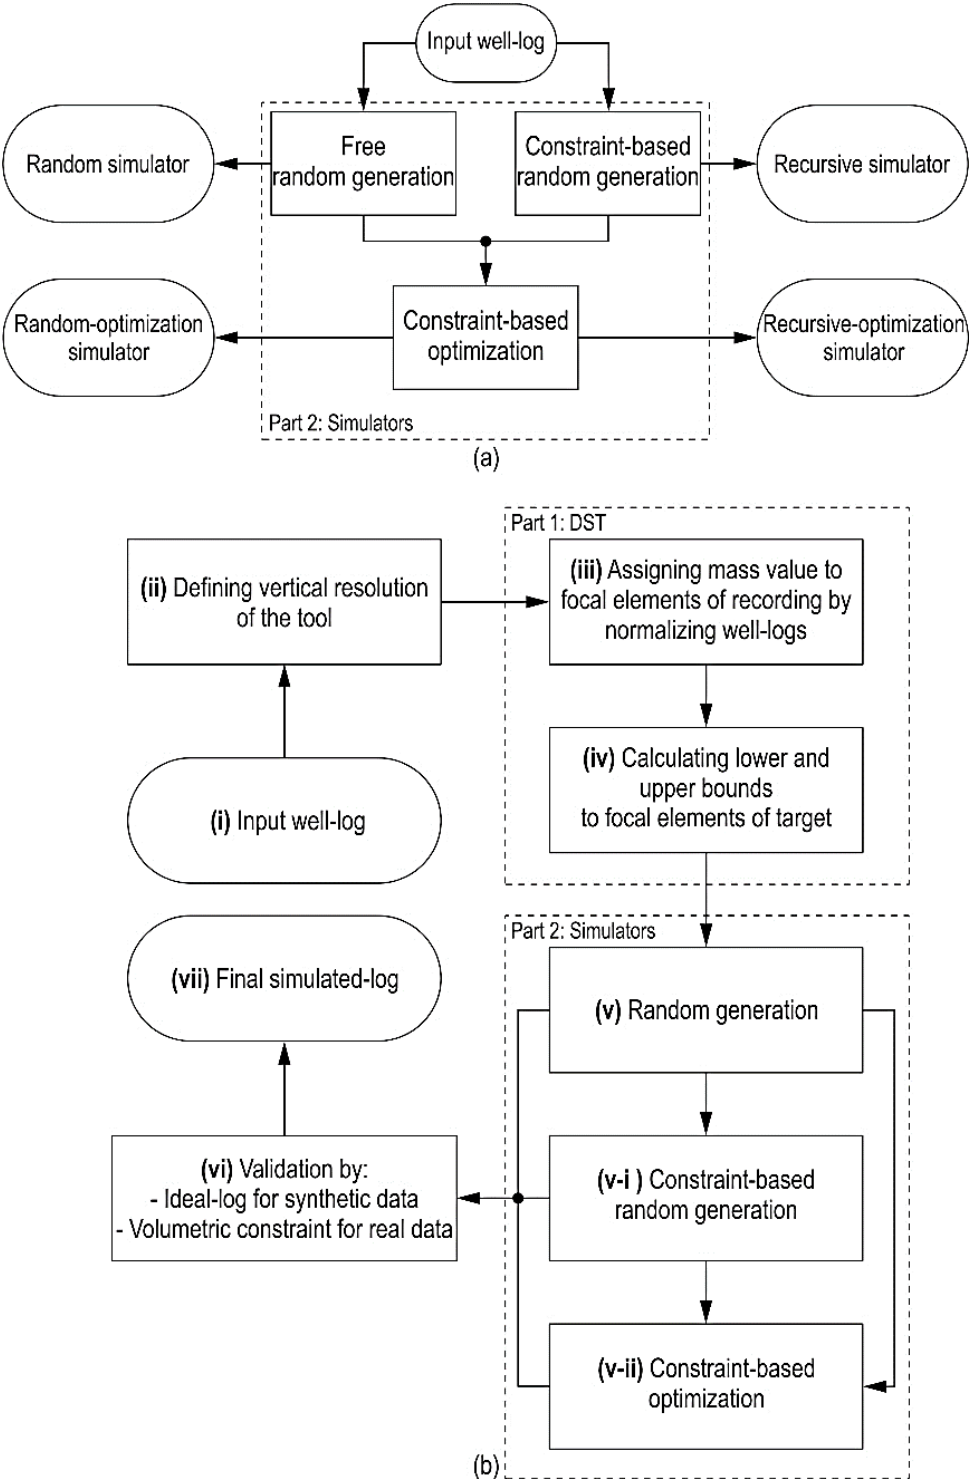 Input well-log
Free
random generation
Constraint-based
random generation
Random simulator
Recursive simulator
Random-optimization
simulator
Constraint-based
optimization
Recursive-optimization
simulator
Part 2: Simulators
(a)
Part 1: DST
(ii) Defining vertical resolution
of the tool
(iii) Assigning mass value to
focal elements of recording by
normalizing well-logs
(iv) Calculating lower and
upper bounds
to focal elements of target
(i) Input well-log
Part 2: Simulators
(vii) Final simulated-log
(v) Random generation
(vi) Validation by:
- Ideal-log for synthetic data
- Volumetric constraint for real data
(v-i ) Constraint-based
random generation
(v-ii) Constraint-based
optimization
(b)